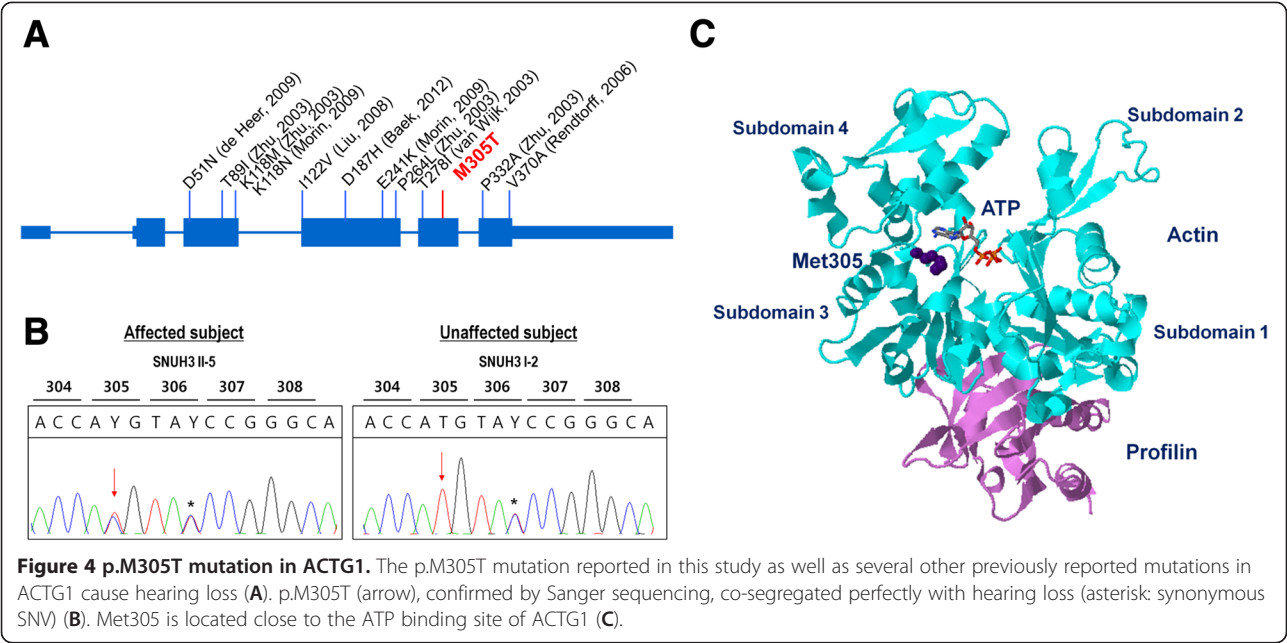 A
D51N (de Heer, 2009)
T89I (Zhu, 2003)
K118M (Zhu, 2003)
K118N (Morin, 2009)
I122V (Liu, 2008)
D187H (Baek, 2012)
E241K (Morin, 2009)
P264L (Zhu, 2003)
T278I (van Wijk, 2003)
M305T
P332A (Zhu, 2003)
V370A (Rendtorff, 2006)
B
Affected subject
SNUH3 II-5
304 305 306 307 308
A C C A Y G T A Y C C G G G C A
*
Unaffected subject
SNUH3 I-2
304 305 306 307 308
A C C A T G T A Y C C G G G C A
*
C
Subdomain 4
Subdomain 2
ATP
Actin
Met305
Subdomain 3
Subdomain 1
Profilin
Figure 4 p.M305T mutation in ACTG1. The p.M305T mutation reported in this study as well as several other previously reported mutations in
ACTG1 cause hearing loss (A). p.M305T (arrow), confirmed by Sanger sequencing, co-segregated perfectly with hearing loss (asterisk: synonymous
SNV) (B). Met305 is located close to the ATP binding site of ACTG1 (C).